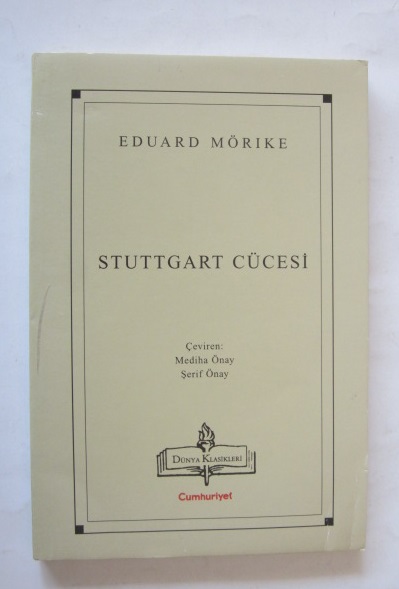 EDUARD MÖRIKE
STUTTGART CÜCESİ
Çeviren:
Mediha Önay
Şerif Önay
DÜNYA KLASİKLERİ
Cumhuriyet